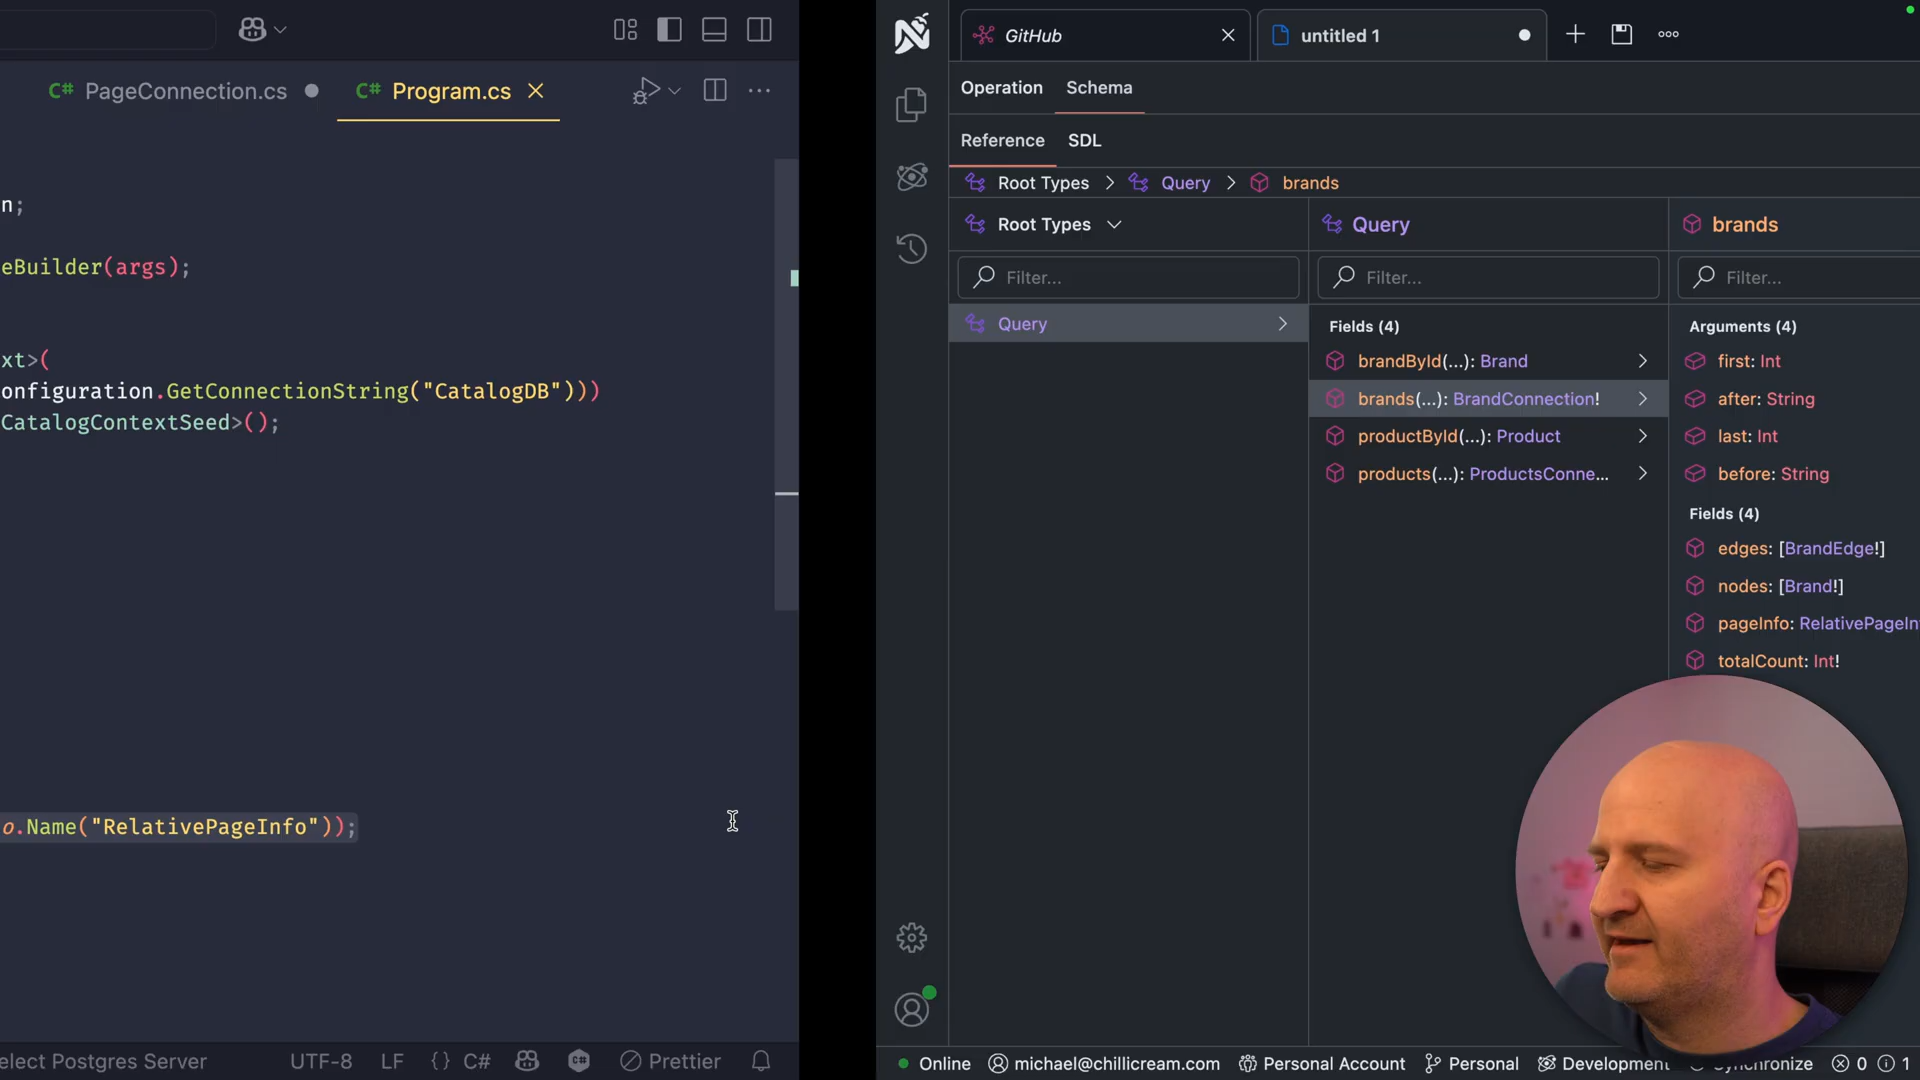 C# PageConnection.cs
C# Program.cs
n;
eBuilder(args);
xt>(
onfiguration.GetConnectionString("CatalogDB")))
CatalogContextSeed>();
o.Name("RelativePageInfo"));
elect Postgres Server
UTF-8
LF
{} C#
Prettier
GitHub
untitled 1
Operation
Schema
Reference
SDL
Root Types > Query > brands
Root Types
Filter...
Query
Query
Filter...
Fields (4)
brandById(...): Brand
brands(...): BrandConnection!
productById(...): Product
products(...): ProductsConne...
brands
Filter...
Arguments (4)
first: Int
after: String
last: Int
before: String
Fields (4)
edges: [BrandEdge!]
nodes: [Brand!]
pageInfo: RelativePageIn
totalCount: Int!
Online
michael@chillicream.com
Personal Account
Personal
Development
Synchronize
0
1